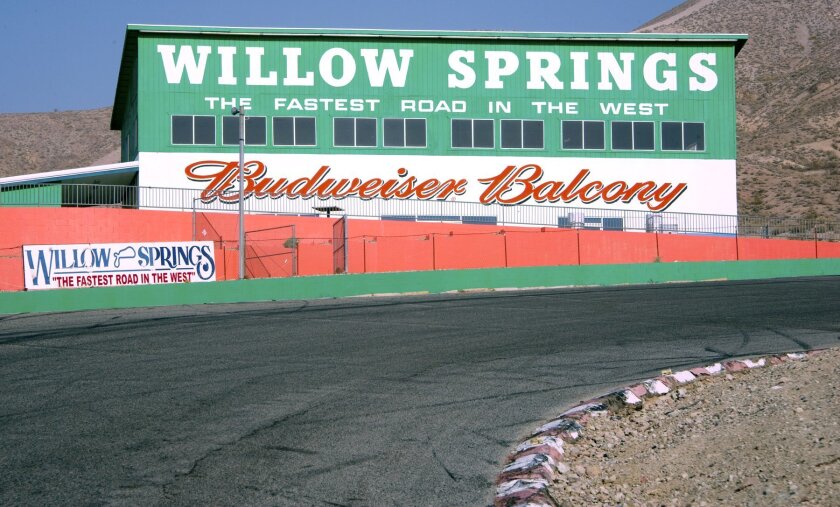 WILLOW SPRINGS
THE FASTEST ROAD IN THE WEST
Budweiser Balcony
WILLOW SPRINGS
"THE FASTEST ROAD IN THE WEST"